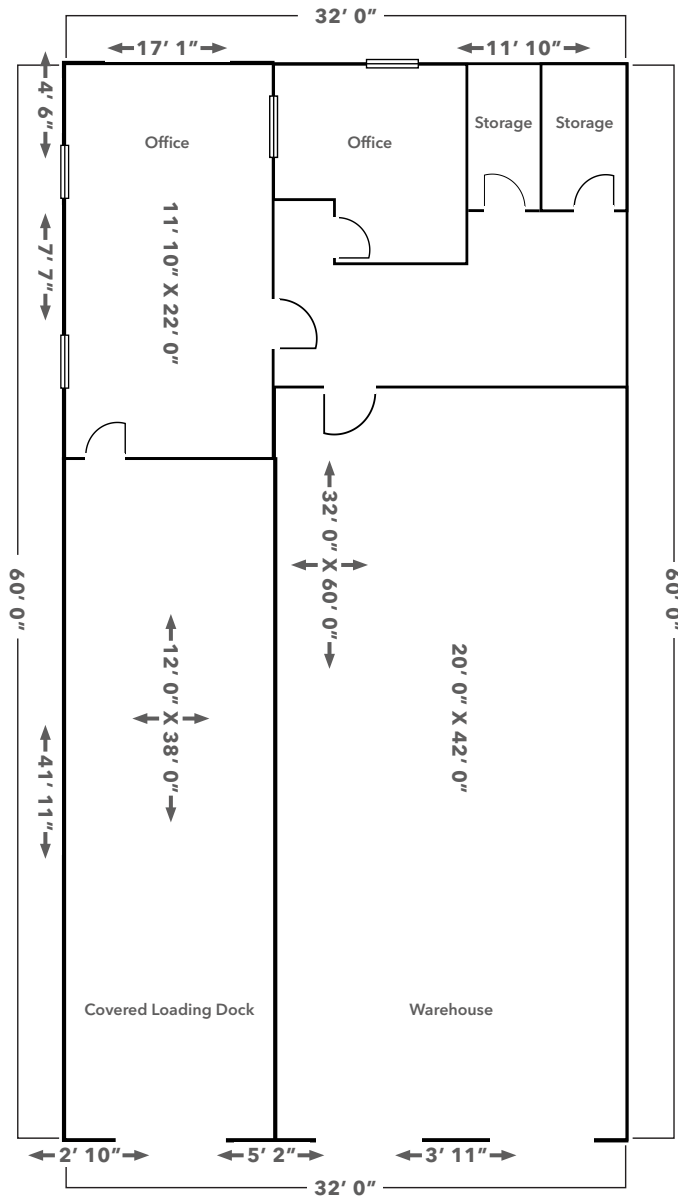 32’ 0”
17’ 1”
11’ 10”
4’ 6”
Office
Office
Storage
Storage
7’ 7”
11’ 10” X 22’ 0”
60’ 0”
60’ 0”
32’ 0” X 60’ 0”
12’ 0” X 38’ 0”
20’ 0” X 42’ 0”
41’ 11”
Covered Loading Dock
Warehouse
2’ 10”
5’ 2”
3’ 11”
32’ 0”